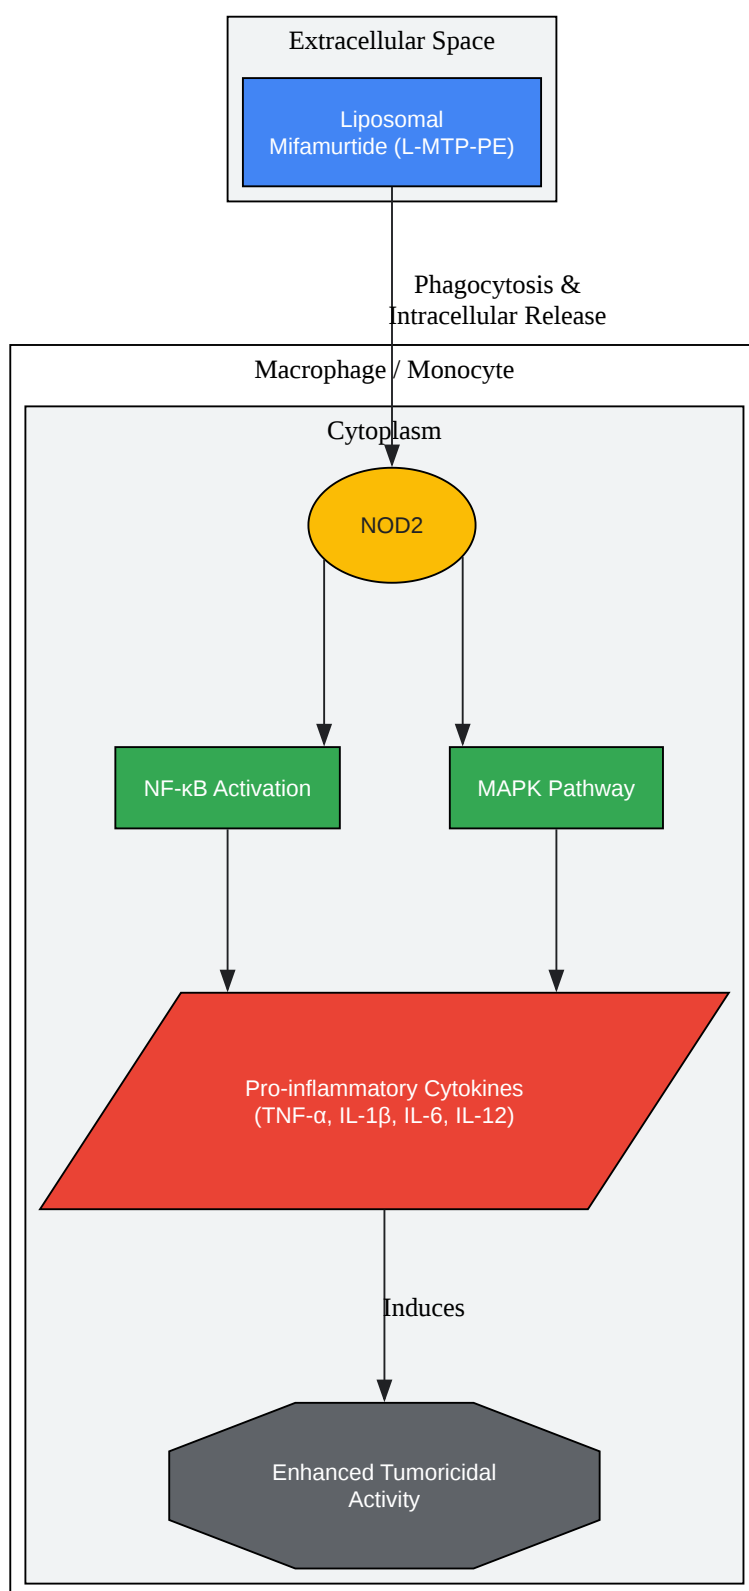 Extracellular Space
Liposomal
Mifamurtide (L-MTP-PE)
Phagocytosis &
Intracellular Release
Macrophage / Monocyte
Cytoplasm
NOD2
NF-κB Activation
MAPK Pathway
Pro-inflammatory Cytokines
(TNF-α, IL-1β, IL-6, IL-12)
Induces
Enhanced Tumoricidal
Activity